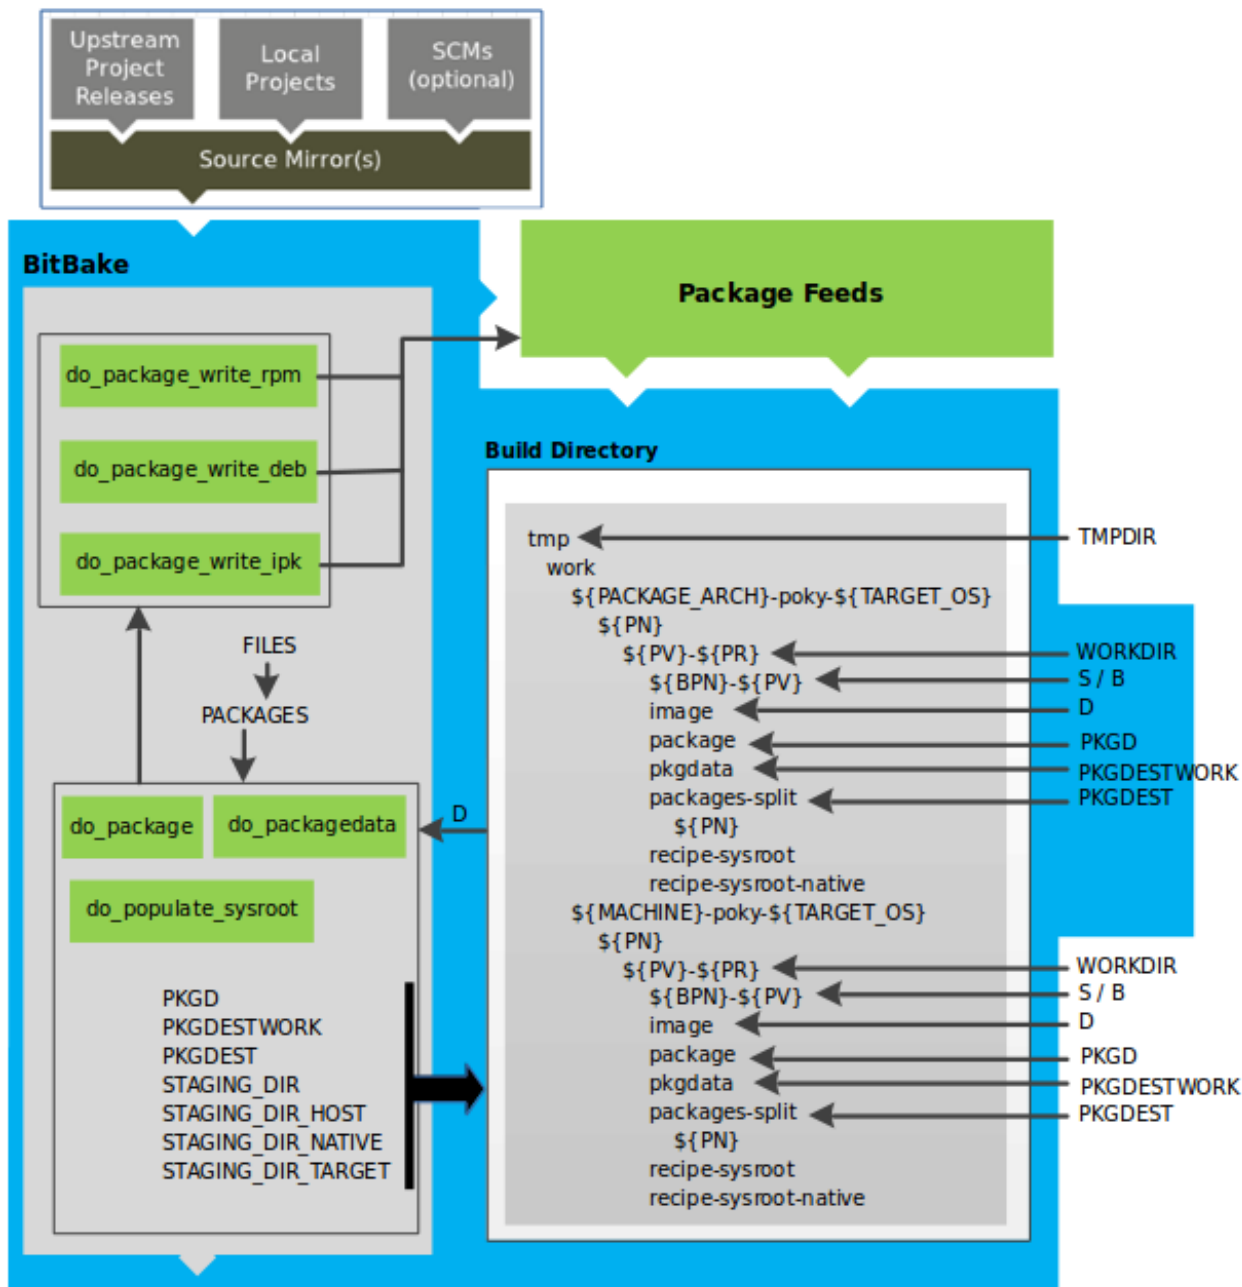 Upstream
Project
Releases
Local
Projects
SCMs
(optional)
Source Mirror(s)
BitBake
Package Feeds
do_package_write_rpm
do_package_write_deb
do_package_write_ipk
FILES
PACKAGES
do_package
do_packagedata
D
do_populate_sysroot
PKGD
PKGDESTWORK
PKGDEST
STAGING_DIR
STAGING_DIR_HOST
STAGING_DIR_NATIVE
STAGING_DIR_TARGET
Build Directory
tmp
TMPDIR
work
${PACKAGE_ARCH}-poky-${TARGET_OS}
${PN}
${PV}-${PR}
WORKDIR
${BPN}-${PV}
S / B
image
D
package
PKGD
pkgdata
PKGDESTWORK
packages-split
PKGDEST
${PN}
recipe-sysroot
recipe-sysroot-native
${MACHINE}-poky-${TARGET_OS}
${PN}
${PV}-${PR}
WORKDIR
${BPN}-${PV}
S / B
image
D
package
PKGD
pkgdata
PKGDESTWORK
packages-split
PKGDEST
${PN}
recipe-sysroot
recipe-sysroot-native